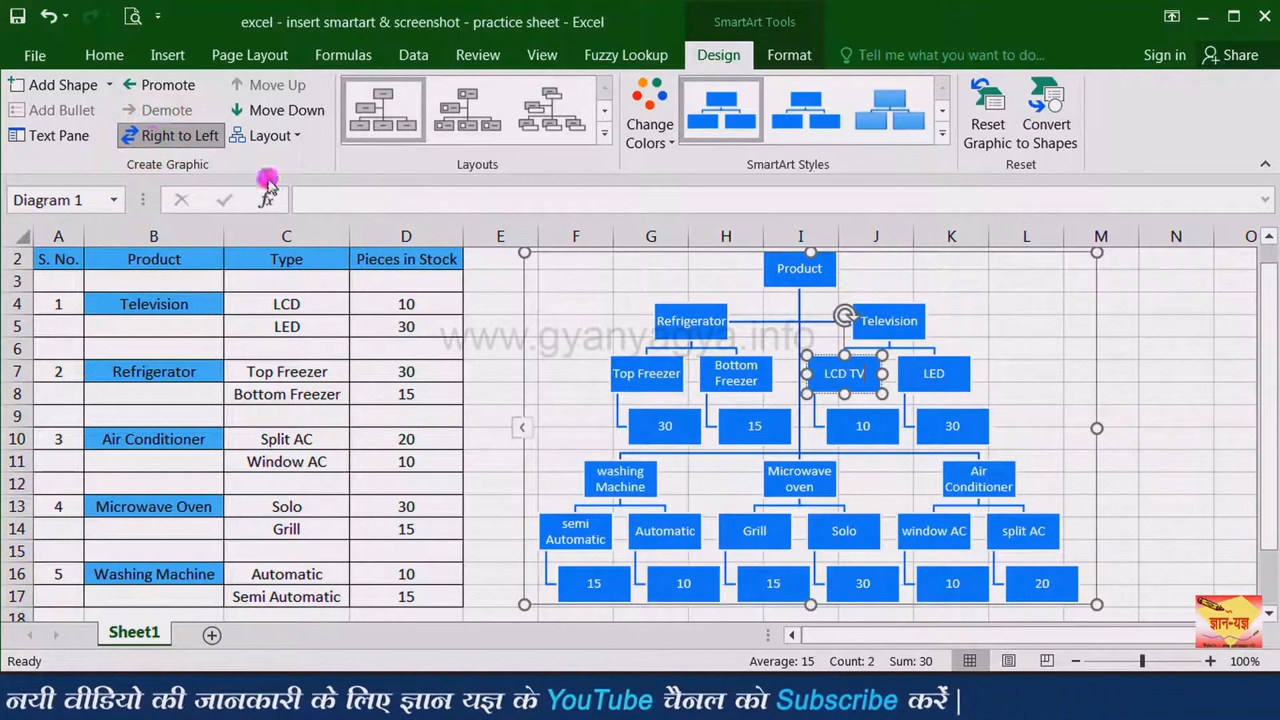 excel - insert smartart & screenshot - practice sheet - Excel
SmartArt Tools
File Home Insert Page Layout Formulas Data Review View Fuzzy Lookup Design Format Tell me what you want to do... Sign in Share
Add Shape Promote Move Up
Add Bullet Demote Move Down
Text Pane Right to Left Layout
Create Graphic
Layouts
Change Colors
SmartArt Styles
Reset Graphic
Convert to Shapes
Reset
Diagram 1 fx
A B C D E F G H I J K L M N O
2 S. No. Product Type Pieces in Stock
3
4 1 Television LCD 10
5 LED 30
6
7 2 Refrigerator Top Freezer 30
8 Bottom Freezer 15
9
10 3 Air Conditioner Split AC 20
11 Window AC 10
12
13 4 Microwave Oven Solo 30
14 Grill 15
15
16 5 Washing Machine Automatic 10
17 Semi Automatic 15
18
Product
Refrigerator Television
www.gyanyagya.info
Top Freezer
Bottom
Freezer
LCD TV
LED
30 15 10 30
washing
Machine
Microwave
oven
Air
Conditioner
semi
Automatic
Automatic
Grill
Solo
window AC
split AC
15 10 15 30 10 20
Sheet1
ज्ञान-यज्ञ
Ready Average: 15 Count: 2 Sum: 30 100%
नयी वीडियो की जानकारी के लिए ज्ञान यज्ञ के YouTube चैनल को Subscribe करें |